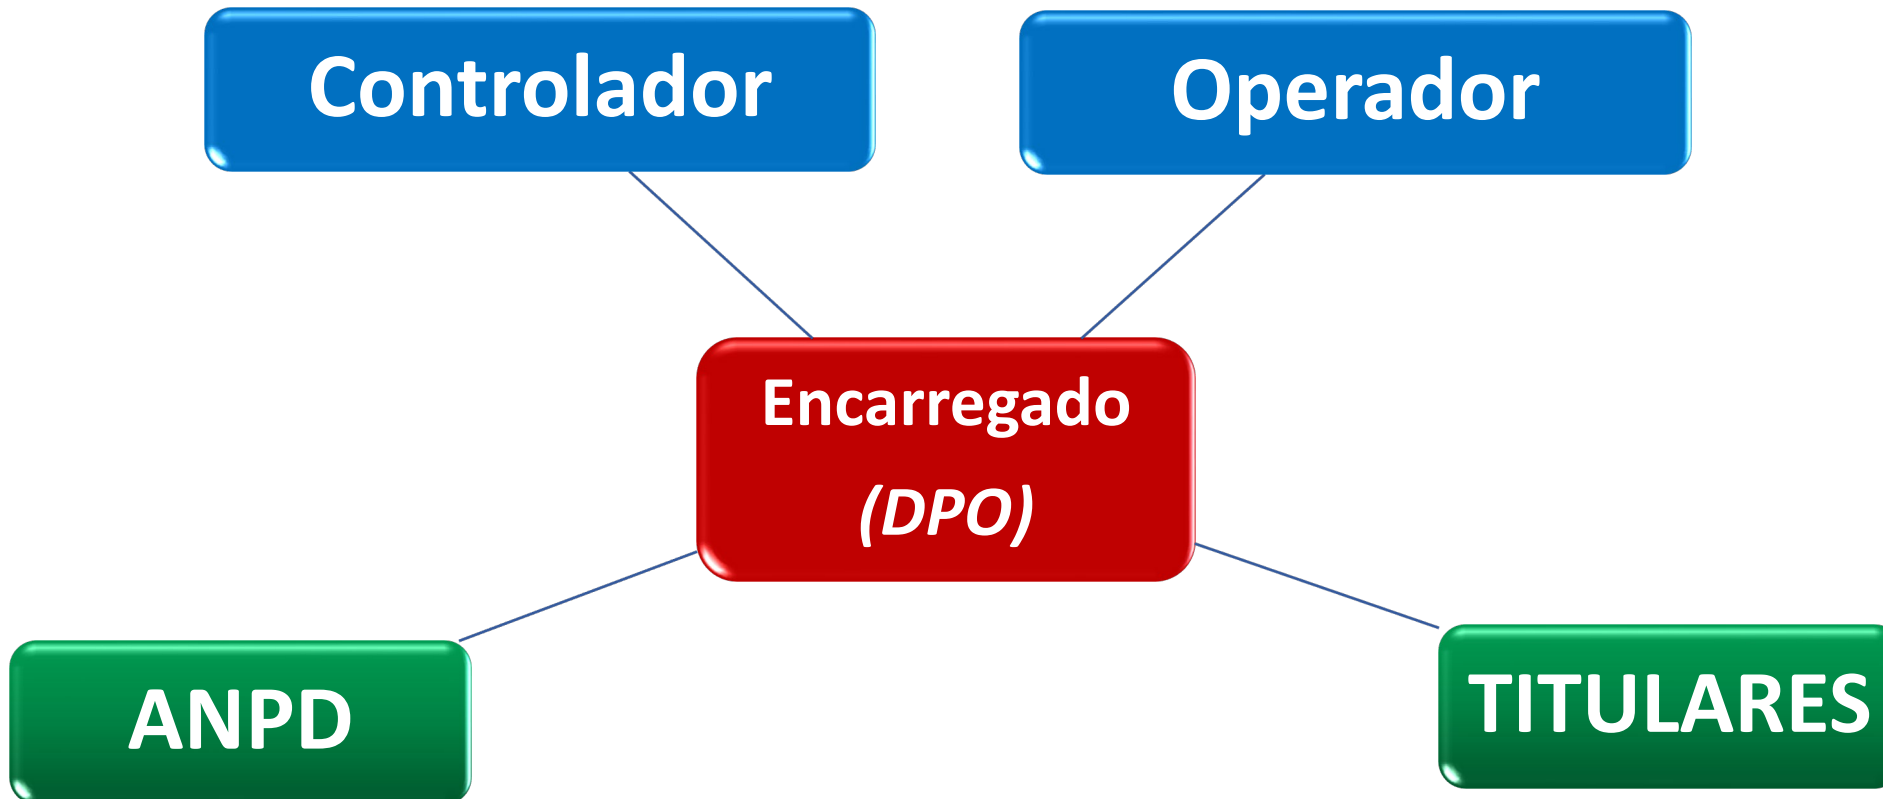 Controlador
Operador
Encarregado
(DPO)
ANPD
TITULARES